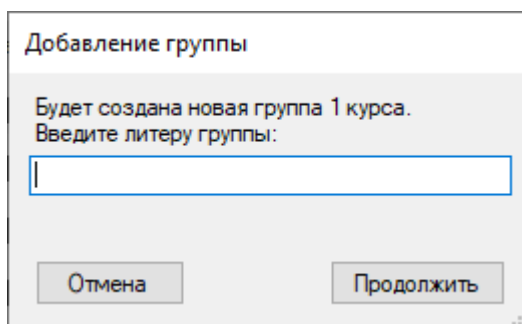 Добавление группы
Будет создана новая группа 1 курса.
Введите литеру группы:
Отмена
Продолжить